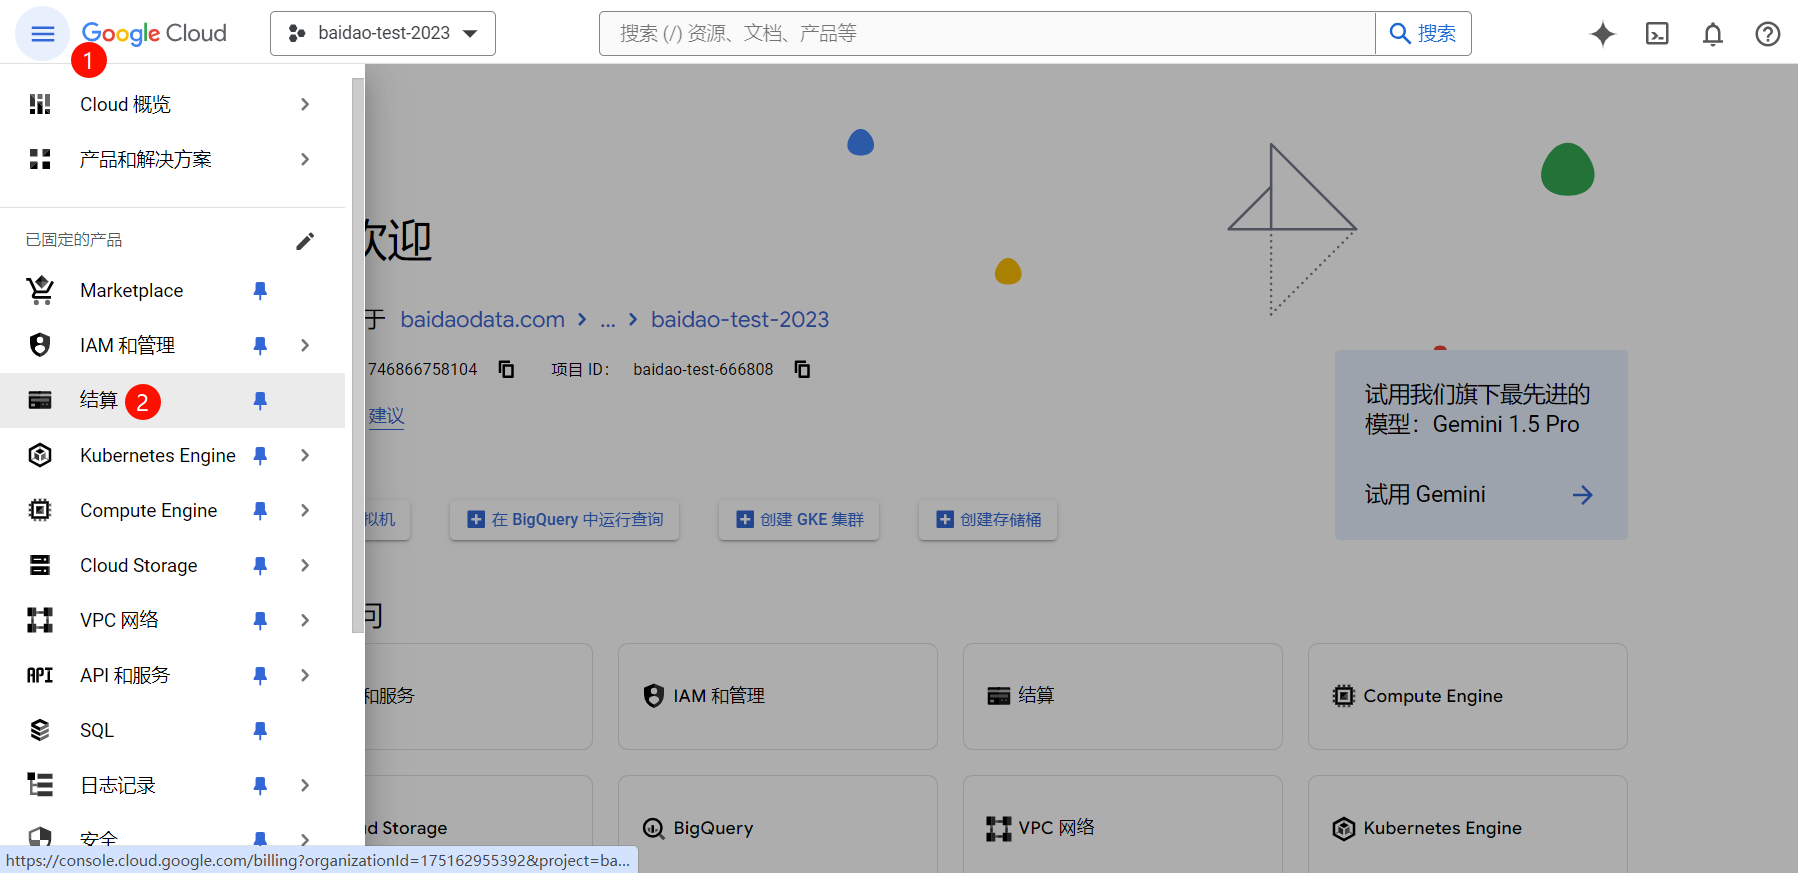 Google Cloud
baidao-test-2023
搜索 (/) 资源、文档、产品等
搜索
1
Cloud 概览
产品和解决方案
已固定的产品
Marketplace
IAM 和管理
结算
2
Kubernetes Engine
Compute Engine
Cloud Storage
VPC 网络
API
API 和服务
SQL
日志记录
安全
欢迎
于 baidaodata.com ... baidao-test-2023
746866758104
项目 ID： baidao-test-666808
建议
拟机
在 BigQuery 中运行查询
创建 GKE 集群
创建存储桶
试用我们旗下最先进的
模型：Gemini 1.5 Pro
试用 Gemini
问
和服务
IAM 和管理
结算
Compute Engine
d Storage
BigQuery
VPC 网络
Kubernetes Engine
https://console.cloud.google.com/billing?organizationId=175162955392&project=ba...